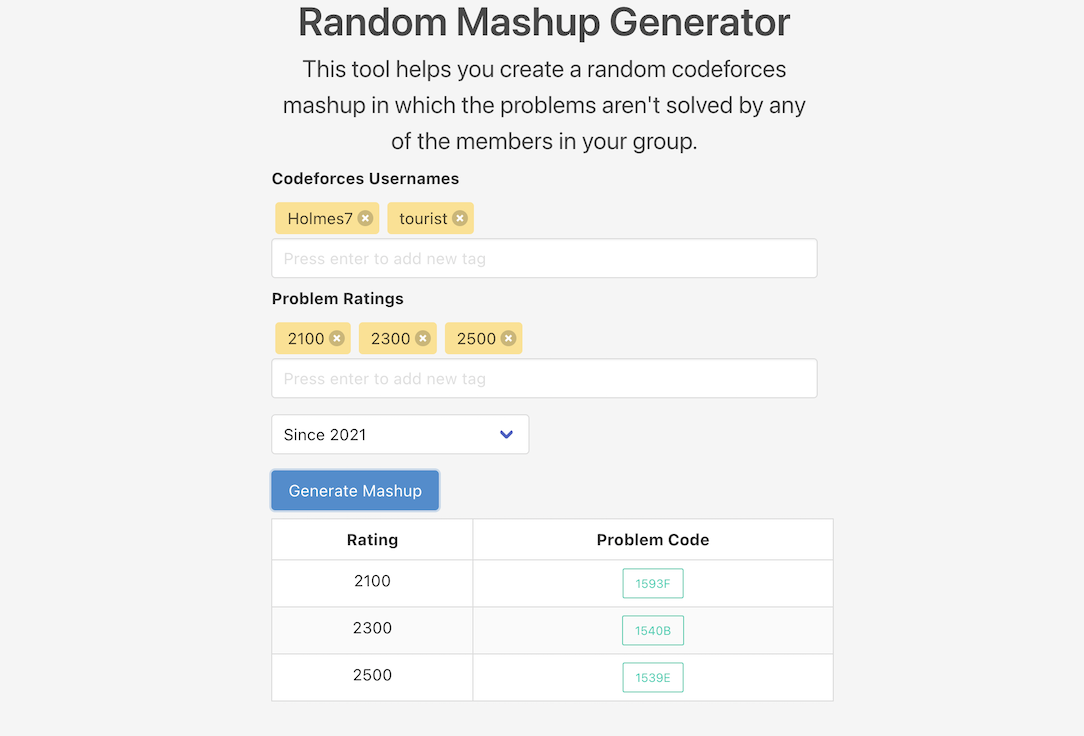 Random Mashup Generator
This tool helps you create a random codeforces
mashup in which the problems aren't solved by any
of the members in your group.
Codeforces Usernames
Holmes7 tourist
Press enter to add new tag
Problem Ratings
2100 2300 2500
Press enter to add new tag
Since 2021
Generate Mashup
Rating Problem Code
2100 1593F
2300 1540B
2500 1539E